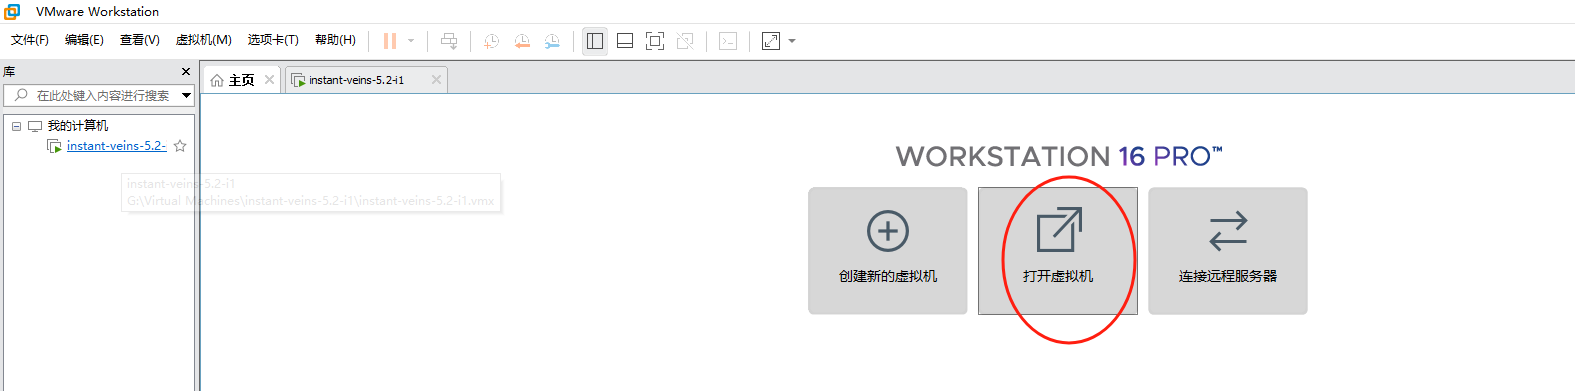 VMware Workstation
文件(F) 编辑(E) 查看(V) 虚拟机(M) 选项卡(T) 帮助(H)
库
主页
instant-veins-5.2-i1
在此处键入内容进行搜索
我的计算机
instant-veins-5.2-
instant-veins-5.2-i1
G:\Virtual Machines\instant-veins-5.2-i1\instant-veins-5.2-i1.vmx
WORKSTATION 16 PRO™
创建新的虚拟机
打开虚拟机
连接远程服务器